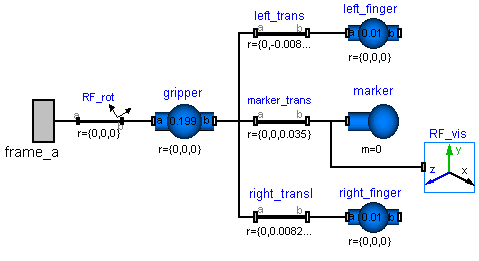 left_trans
left_finger
a
b
a 0.01 b
r={0,-0.008...
r={0,0,0}
RF_rot
gripper
marker_trans
marker
a
a 0.199 b
a
b
r={0,0,0}
r={0,0,0}
r={0,0,0.035}
m=0
frame_a
RF_vis
y
z
x
right_transl
right_finger
a
b
a 0.01 b
r={0,0.0082...
r={0,0,0}